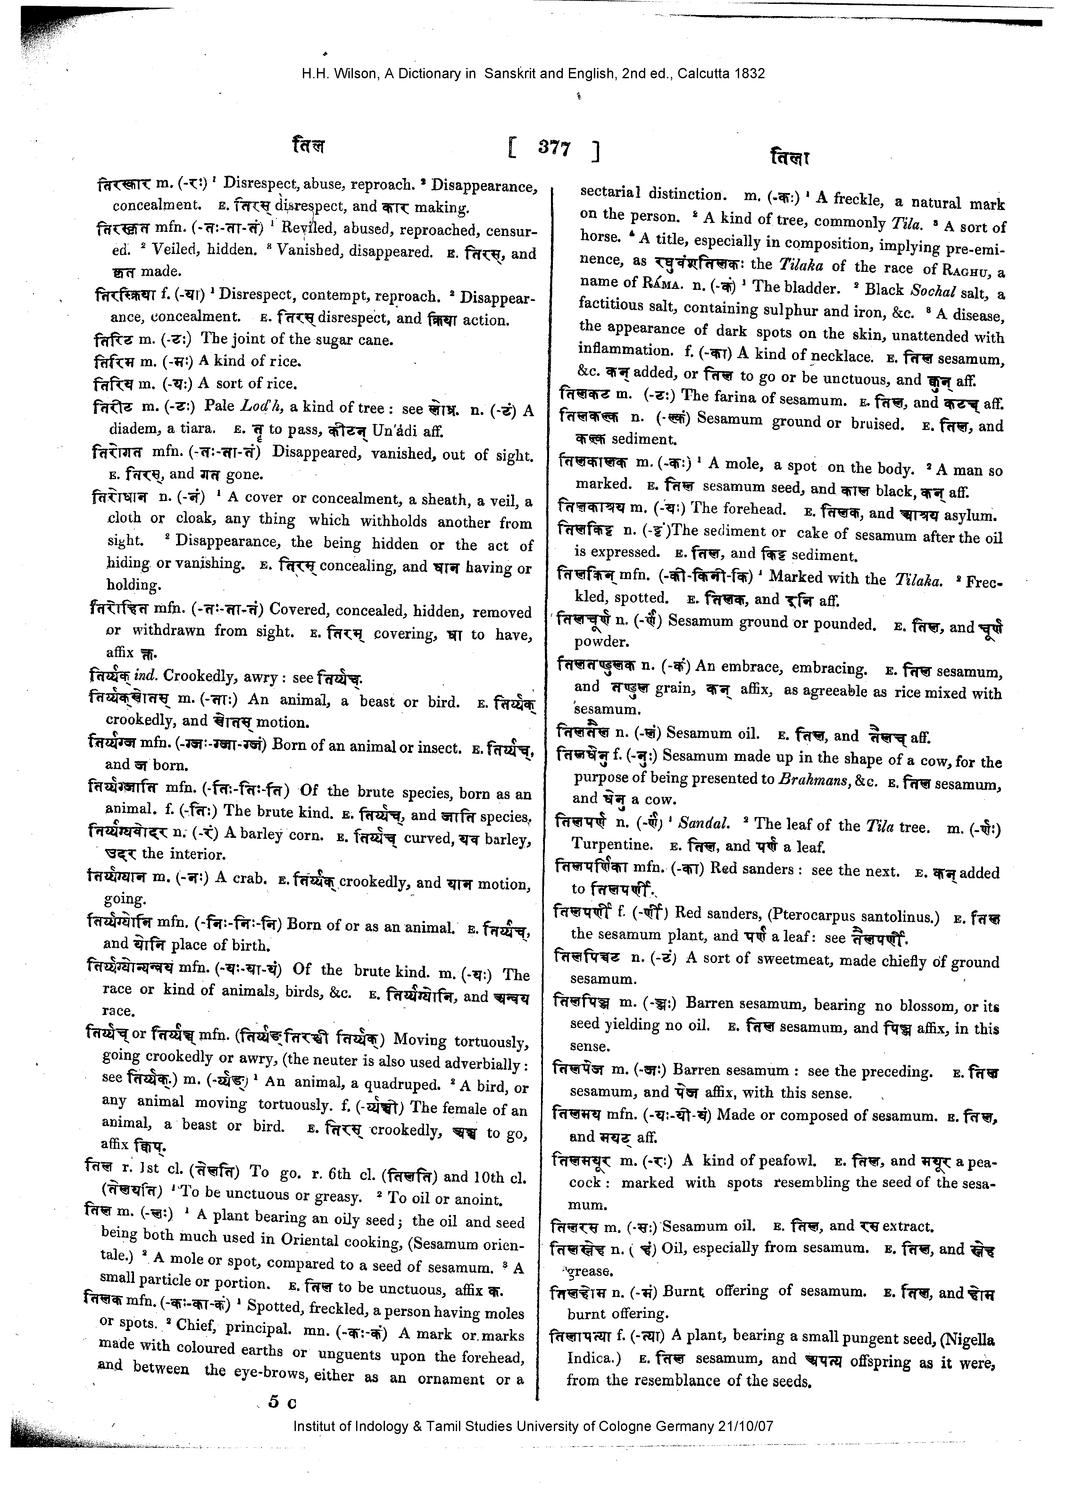 H.H. Wilson, A Dictionary in Sanskrit and English, 2nd ed., Calcutta 1832
तिल [ 377 ] तिला
तिरस्कार m. (-रः) ¹ Disrespect, abuse, reproach. ² Disappearance,
concealment. E. तिरस् disrespect, and कार making.
तिरस्कृत mfn. (-तः-ता-तं) ¹ Reviled, abused, reproached, censur-
ed. ² Veiled, hidden. ³ Vanished, disappeared. E. तिरस्, and
कृत made.
तिरस्क्रिया f. (-या) ¹ Disrespect, contempt, reproach. ² Disappear-
ance, concealment. E. तिरस् disrespect, and क्रिया action.
तिरिट m. (-टः) The joint of the sugar cane.
तिरिम m. (-मः) A kind of rice.
तिरिय m. (-यः) A sort of rice.
तिरीट m. (-टः) Pale Lod'h, a kind of tree : see लोध्र. n. (-टं) A
diadem, a tiara. E. तृ to pass, कीटन् Un'ádi aff.
तिरोगत mfn. (-तः-ता-तं) Disappeared, vanished, out of sight.
E. तिरस्, and गत gone.
तिरोधान n. (-नं) ¹ A cover or concealment, a sheath, a veil, a
cloth or cloak, any thing which withholds another from
sight. ² Disappearance, the being hidden or the act of
hiding or vanishing. E. तिरस् concealing, and धान having or
holding.
तिरोहित mfn. (-तः-ता-तं) Covered, concealed, hidden, removed
or withdrawn from sight. E. तिरस् covering, धा to have,
affix क्त.
तिर्य्यक् ind. Crookedly, awry : see तिर्य्यच्.
तिर्य्यक्स्रोतस् m. (-ताः) An animal, a beast or bird. E. तिर्य्यक्
crookedly, and स्रोतस् motion.
तिर्य्यग्ज mfn. (-ग्जः-ग्जा-ग्जं) Born of an animal or insect. E. तिर्य्यच्,
and ज born.
तिर्य्यग्जाति mfn. (-तिः-तिः-ति) Of the brute species, born as an
animal. f. (-तिः) The brute kind. E. तिर्य्यच्, and जाति species.
तिर्य्यग्यवोदर n. (-रं) A barley corn. E. तिर्य्यच् curved, यव barley,
उदर the interior.
तिर्य्यग्यान m. (-नः) A crab. E. तिर्य्यक् crookedly, and यान motion,
going.
तिर्य्यग्योनि mfn. (-निः-निः-नि) Born of or as an animal. E. तिर्य्यच्,
and योनि place of birth.
तिर्य्यग्योन्यन्वय mfn. (-यः-या-यं) Of the brute kind. m. (-यः) The
race or kind of animals, birds, &c. E. तिर्य्यग्योनि, and अन्वय
race.
तिर्य्यच् or तिर्य्यञ्च् mfn. (तिर्य्यङ् तिरश्ची तिर्य्यक्) Moving tortuously,
going crookedly or awry, (the neuter is also used adverbially :
see तिर्य्यक्.) m. (-र्य्यङ्) ¹ An animal, a quadruped. ² A bird, or
any animal moving tortuously. f. (-र्य्यञ्ची) The female of an
animal, a beast or bird. E. तिरस् crookedly, अञ्च to go,
affix क्विप्.
तिल r. 1st cl. (तेलति) To go. r. 6th cl. (तिलति) and 10th cl.
(तेलयति) ¹ To be unctuous or greasy. ² To oil or anoint.
तिल m. (-लः) ¹ A plant bearing an oily seed; the oil and seed
being both much used in Oriental cooking, (Sesamum orien-
tale.) ² A mole or spot, compared to a seed of sesamum. ³ A
small particle or portion. E. तिल to be unctuous, affix क.
तिलक mfn. (-कः-का-कं) ¹ Spotted, freckled, a person having moles
or spots. ² Chief, principal. mn. (-कः-कं) A mark or marks
made with coloured earths or unguents upon the forehead,
and between the eye-brows, either as an ornament or a
5 C
sectarial distinction. m. (-कः) ¹ A freckle, a natural mark
on the person. ² A kind of tree, commonly Tila. ³ A sort of
horse. ⁴ A title, especially in composition, implying pre-emi-
nence, as रघुवंशतिलकः the Tilaka of the race of RAGHU, a
name of RÁMA. n. (-कं) ¹ The bladder. ² Black Sochal salt, a
factitious salt, containing sulphur and iron, &c. ³ A disease,
the appearance of dark spots on the skin, unattended with
inflammation. f. (-का) A kind of necklace. E. तिल sesamum,
&c. कन् added, or तिल to go or be unctuous, and क्वुन् aff.
तिलकट m. (-टः) The farina of sesamum. E. तिल, and कटच् aff.
तिलकल्क n. (-ल्कं) Sesamum ground or bruised. E. तिल, and
कल्क sediment.
तिलकालक m. (-कः) ¹ A mole, a spot on the body. ² A man so
marked. E. तिल sesamum seed, and काल black, कन् aff.
तिलकाश्रय m. (-यः) The forehead. E. तिलक, and आश्रय asylum.
तिलकिट्ट n. (-ट्टं) The sediment or cake of sesamum after the oil
is expressed. E. तिल, and किट्ट sediment.
तिलकिन् mfn. (-की-किनी-कि) ¹ Marked with the Tilaka. ² Frec-
kled, spotted. E. तिलक, and इनि aff.
तिलचूर्ण n. (-र्णं) Sesamum ground or pounded. E. तिल, and चूर्ण
powder.
तिलतण्डुलक n. (-कं) An embrace, embracing. E. तिल sesamum,
and तण्डुल grain, कन् affix, as agreeable as rice mixed with
sesamum.
तिलतैल n. (-लं) Sesamum oil. E. तिल, and तैलच् aff.
तिलधेनु f. (-नुः) Sesamum made up in the shape of a cow, for the
purpose of being presented to Brahmans, &c. E. तिल sesamum,
and धेनु a cow.
तिलपर्ण n. (-र्णं) ¹ Sandal. ² The leaf of the Tila tree. m. (-र्णः)
Turpentine. E. तिल, and पर्ण a leaf.
तिलपर्णिका mfn. (-का) Red sanders : see the next. E. कन् added
to तिलपर्णी.
तिलपर्णी f. (-र्णी) Red sanders, (Pterocarpus santolinus.) E. तिल
the sesamum plant, and पर्ण a leaf : see तैलपर्णी.
तिलपिच्चट n. (-टं) A sort of sweetmeat, made chiefly of ground
sesamum.
तिलपिञ्ज m. (-ञ्जः) Barren sesamum, bearing no blossom, or its
seed yielding no oil. E. तिल sesamum, and पिञ्ज affix, in this
sense.
तिलपेज m. (-जः) Barren sesamum : see the preceding. E. तिल
sesamum, and पेज affix, with this sense.
तिलमय mfn. (-यः-यी-यं) Made or composed of sesamum. E. तिल,
and मयट् aff.
तिलमयूर m. (-रः) A kind of peafowl. E. तिल, and मयूर a pea-
cock : marked with spots resembling the seed of the sesa-
mum.
तिलरस m. (-सः) Sesamum oil. E. तिल, and रस extract.
तिलस्नेह n. ( हं) Oil, especially from sesamum. E. तिल, and स्नेह
grease.
तिलहोम n. (-मं) Burnt offering of sesamum. E. तिल, and होम
burnt offering.
तिलापत्या f. (-त्या) A plant, bearing a small pungent seed, (Nigella
Indica.) E. तिल sesamum, and अपत्य offspring as it were,
from the resemblance of the seeds.
Institut of Indology & Tamil Studies University of Cologne Germany 21/10/07